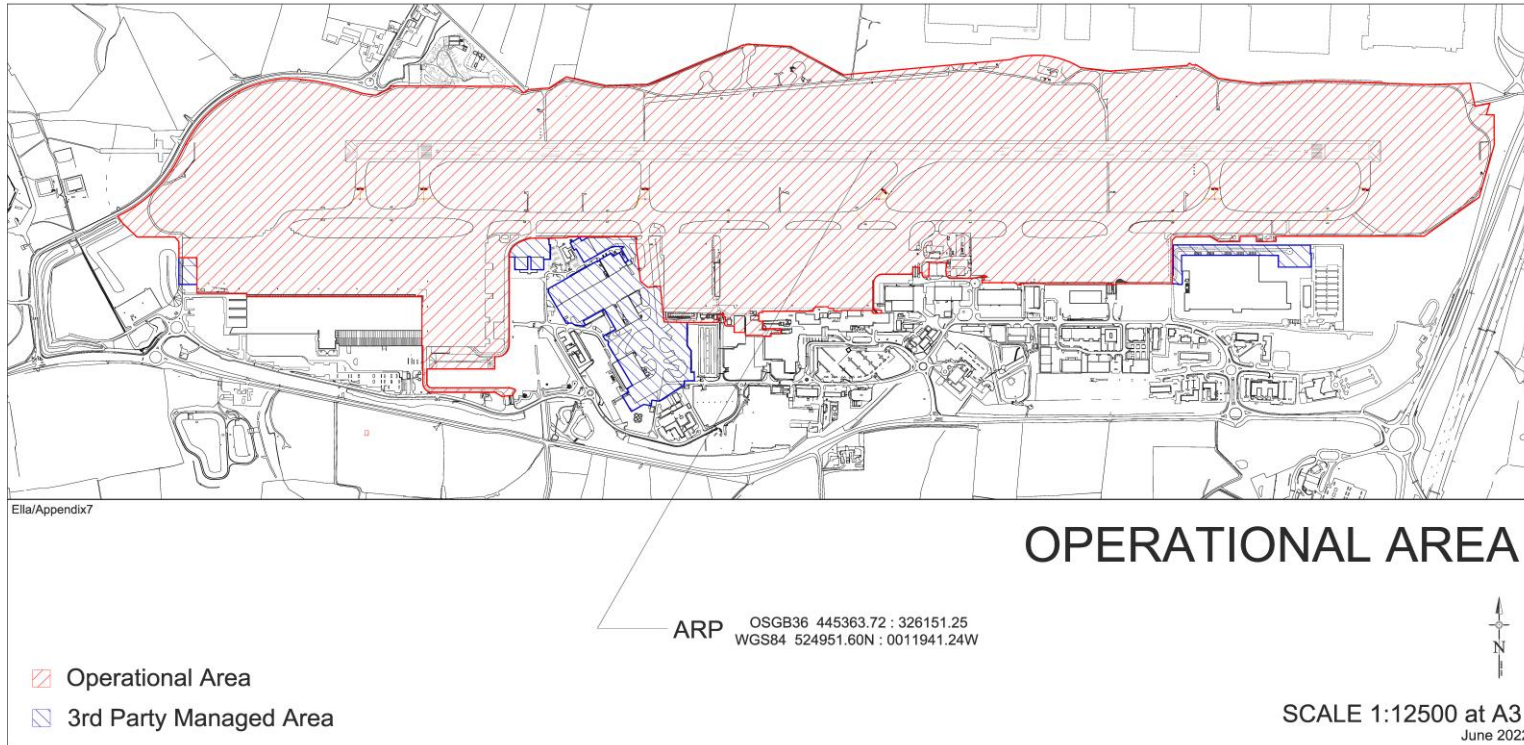 Ella/Appendix7
OPERATIONAL AREA
ARP
OSGB36 445363.72 : 326151.25
WGS84 524951.60N : 0011941.24W
N
Operational Area
3rd Party Managed Area
SCALE 1:12500 at A3
June 2022